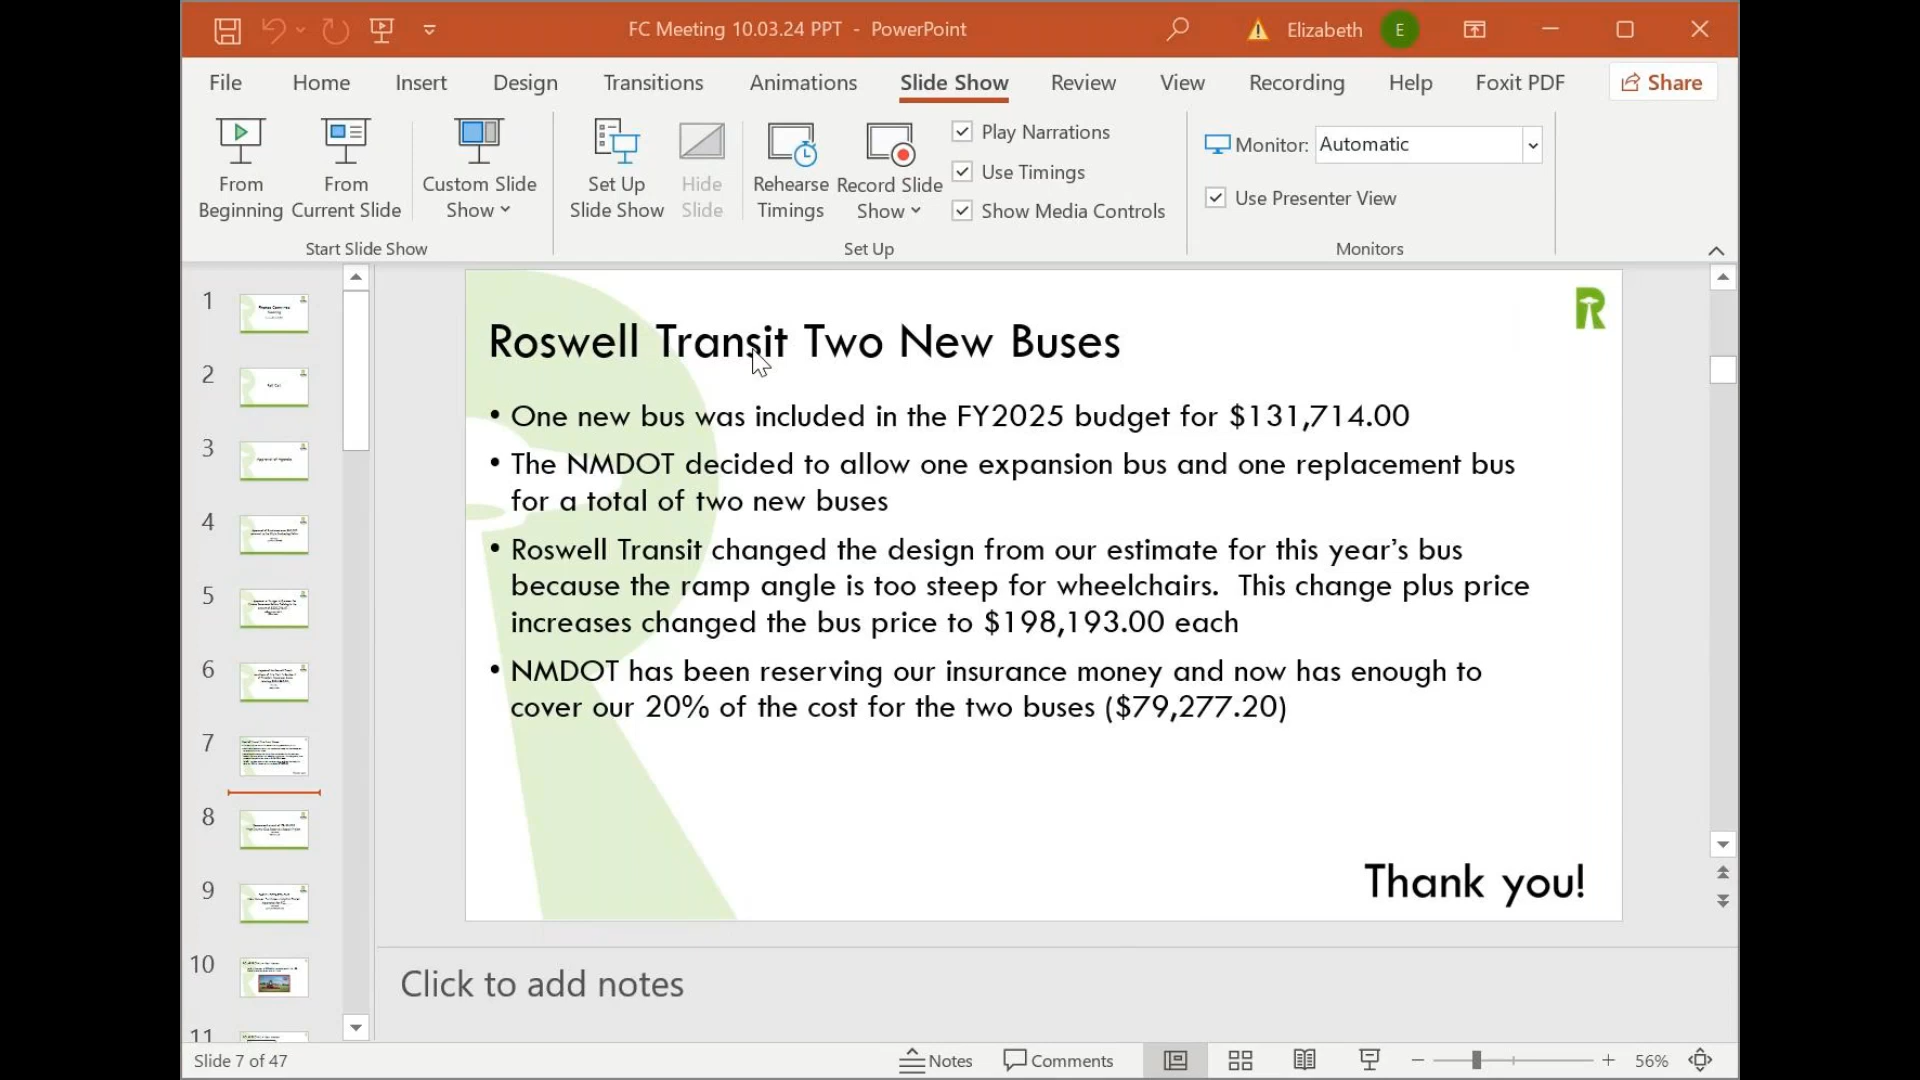 FC Meeting 10.03.24 PPT - PowerPoint
Elizabeth
E
File Home Insert Design Transitions Animations Slide Show Review View Recording Help Foxit PDF Share
From Beginning
From Current Slide
Custom Slide Show
Start Slide Show
Set Up Slide Show
Hide Slide
Rehearse Timings
Record Slide Show
Play Narrations
Use Timings
Show Media Controls
Set Up
Monitor: Automatic
Use Presenter View
Monitors
1
2
3
4
5
6
7
8
9
10
11
R
Roswell Transit Two New Buses
• One new bus was included in the FY2025 budget for $131,714.00
• The NMDOT decided to allow one expansion bus and one replacement bus
for a total of two new buses
• Roswell Transit changed the design from our estimate for this year’s bus
because the ramp angle is too steep for wheelchairs. This change plus price
increases changed the bus price to $198,193.00 each
• NMDOT has been reserving our insurance money and now has enough to
cover our 20% of the cost for the two buses ($79,277.20)
Thank you!
Click to add notes
Slide 7 of 47
Notes
Comments
56%